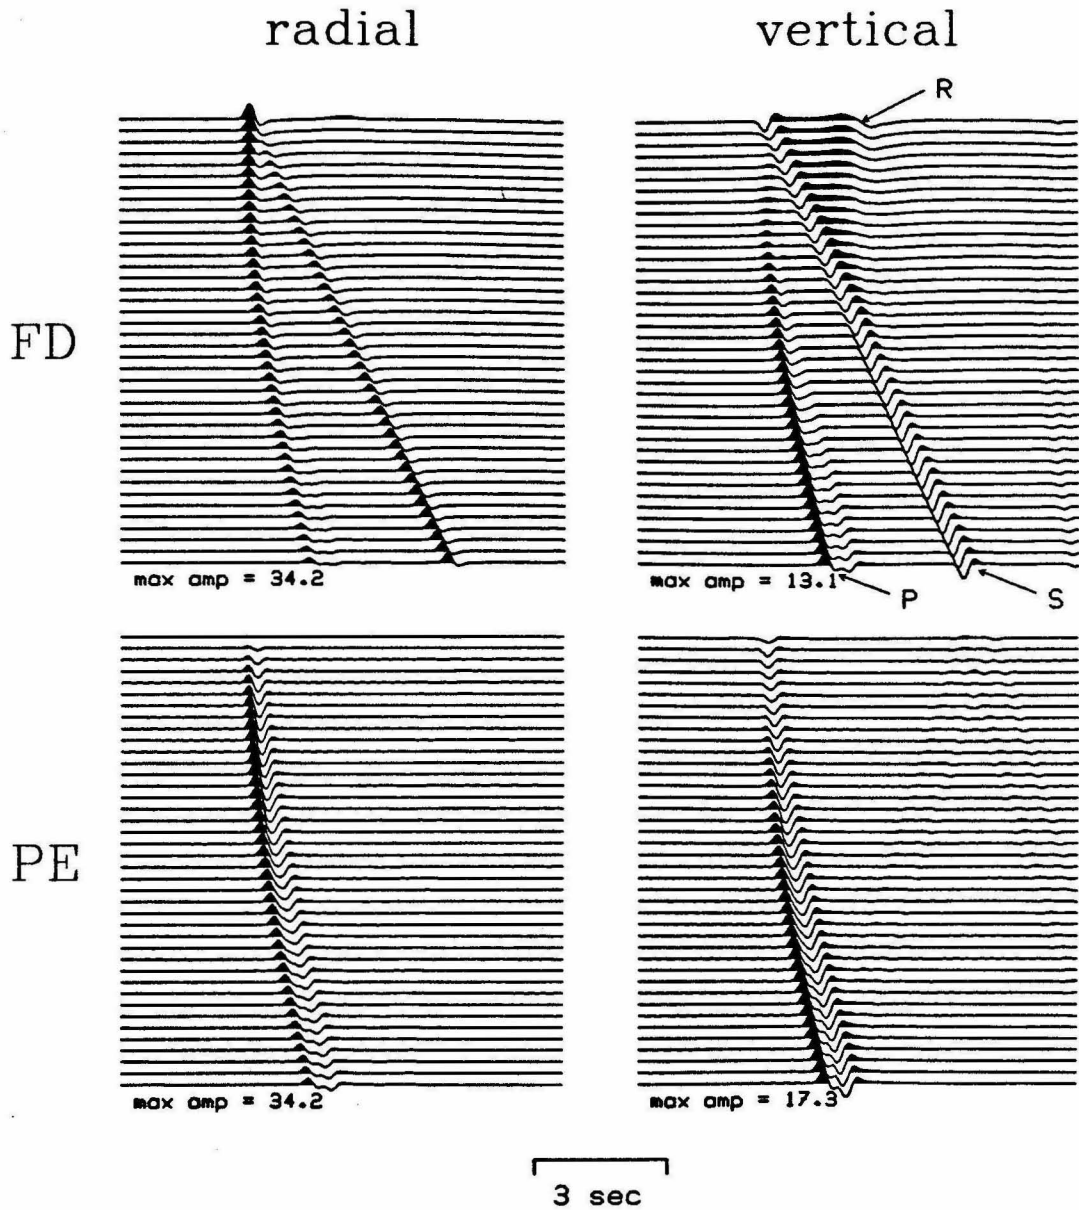 radial
vertical
R
FD
max amp = 34.2
max amp = 13.1
P
S
PE
max amp = 34.2
max amp = 17.3
3 sec